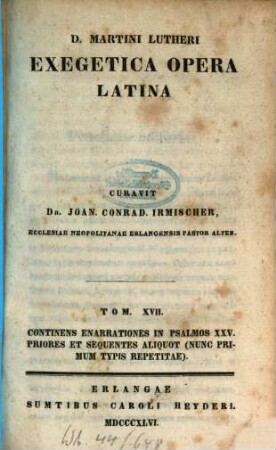 D. MARTINI LUTHERI
EXEGETICA OPERA
LATINA
CURAVIT
DR. JOAN. CONRAD. IRMISCHER,
ECCLESIAE NEOPOLITANAE ERLANGENSIS PASTOR ALTER.
TOM. XVII.
CONTINENS ENARRATIONES IN PSALMOS XXV.
PRIORES ET SEQUENTES ALIQUOT (NUNC PRI-
MUM TYPIS REPETITAE).
ERLANGAE
SUMTIBUS CAROLI HEYDERI.
MDCCCXLVI.